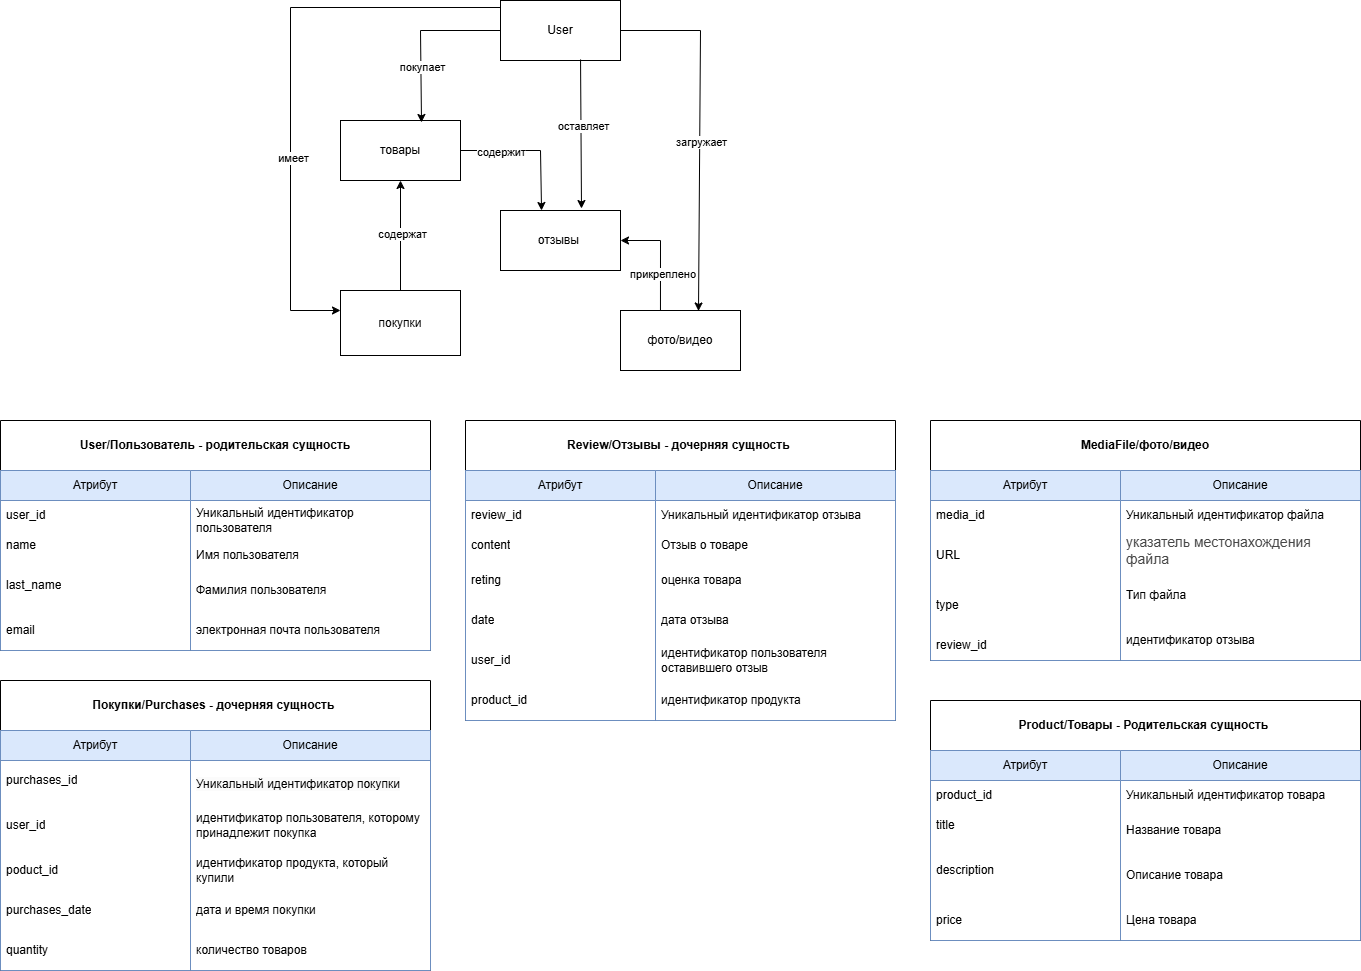 User
покупает
оставляет
загружает
товары
содержит
имеет
содержат
отзывы
прикреплено
покупки
фото/видео
User/Пользователь - родительская сущность
Атрибут Описание
user_id Уникальный идентификатор
пользователя
name Имя пользователя
last_name Фамилия пользователя
email электронная почта пользователя
Review/Отзывы - дочерняя сущность
Атрибут Описание
review_id Уникальный идентификатор отзыва
content Отзыв о товаре
reting оценка товара
date дата отзыва
user_id идентификатор пользователя
оставившего отзыв
product_id идентификатор продукта
MediaFile/фото/видео
Атрибут Описание
media_id Уникальный идентификатор файла
URL указатель местонахождения
файла
type Тип файла
review_id идентификатор отзыва
Покупки/Purchases - дочерняя сущность
Атрибут Описание
purchases_id Уникальный идентификатор покупки
user_id идентификатор пользователя, которому
принадлежит покупка
poduct_id идентификатор продукта, который
купили
purchases_date дата и время покупки
quantity количество товаров
Product/Товары - Родительская сущность
Атрибут Описание
product_id Уникальный идентификатор товара
title Название товара
description Описание товара
price Цена товара